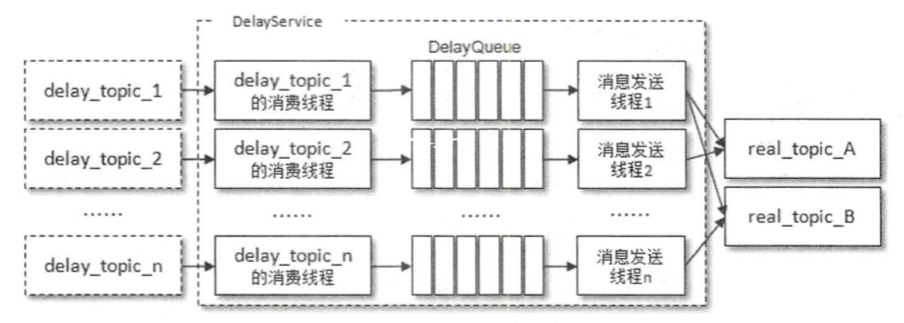 DelayService
DelayQueue
delay_topic_1
delay_topic_1
的消费线程
消息发送
线程1
delay_topic_2
delay_topic_2
的消费线程
消息发送
线程2
real_topic_A
real_topic_B
……
……
……
……
delay_topic_n
delay_topic_n
的消费线程
消息发送
线程n